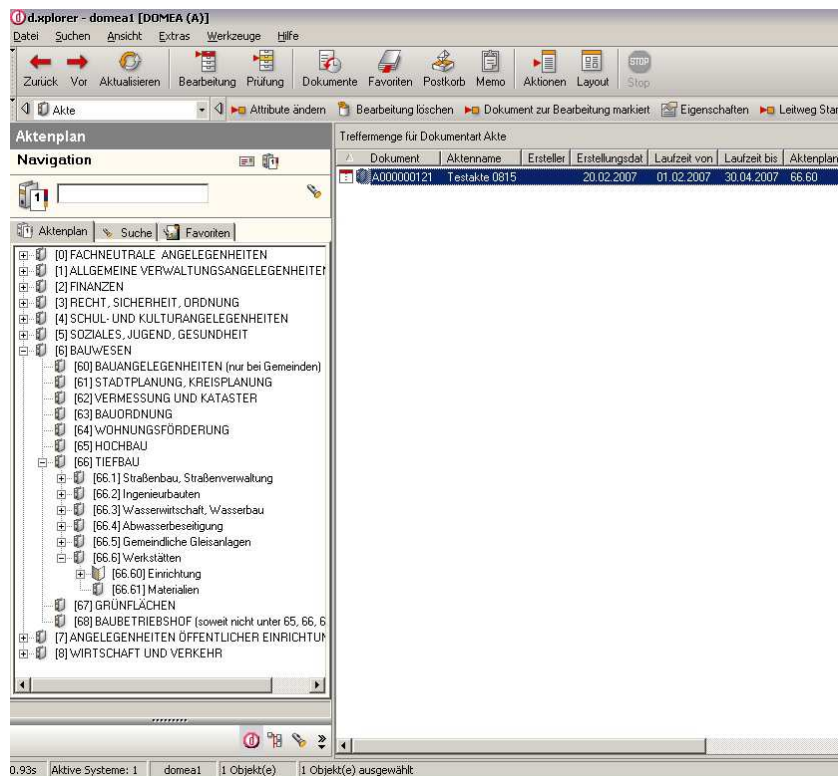 d.xplorer - domea1 [DOMEA (A)]
Datei Suchen Ansicht Extras Werkzeuge Hilfe
Zurück Vor Aktualisieren Bearbeitung Prüfung Dokumente Favoriten Postkorb Memo Aktionen Layout Stop
Akte Attribute ändern Bearbeitung löschen Dokument zur Bearbeitung markiert Eigenschaften Leitweg Star
Aktenplan
Treffermenge für Dokumentart Akte
Navigation
Dokument Aktenname Ersteller Erstellungsdat Laufzeit von Laufzeit bis Aktenplan
A000000121 Testakte 0815 20.02.2007 01.02.2007 30.04.2007 66.60
Aktenplan Suche Favoriten
[0] FACHNEUTRALE ANGELEGENHEITEN
[1] ALLGEMEINE VERWALTUNGSANGELEGENHEITEN
[2] FINANZEN
[3] RECHT, SICHERHEIT, ORDNUNG
[4] SCHUL- UND KULTURANGELEGENHEITEN
[5] SOZIALES, JUGEND, GESUNDHEIT
[6] BAUWESEN
[60] BAUANGELEGENHEITEN (nur bei Gemeinden)
[61] STADTPLANUNG, KREISPLANUNG
[62] VERMESSUNG UND KATASTER
[63] BAUORDNUNG
[64] WOHNUNGSFÖRDERUNG
[65] HOCHBAU
[66] TIEFBAU
[66.1] Straßenbau, Straßenverwaltung
[66.2] Ingenieurbauten
[66.3] Wasserwirtschaft, Wasserbau
[66.4] Abwasserbeseitigung
[66.5] Gemeindliche Gleisanlagen
[66.6] Werkstätten
[66.60] Einrichtung
[66.61] Materialien
[67] GRÜNFLÄCHEN
[68] BAUBETRIEBSHOF (soweit nicht unter 65, 66, 6
[7] ANGELEGENHEITEN ÖFFENTLICHER EINRICHTUN
[8] WIRTSCHAFT UND VERKEHR
0.93s Aktive Systeme: 1 domea1 1 Objekt(e) 1 Objekt(e) ausgewählt